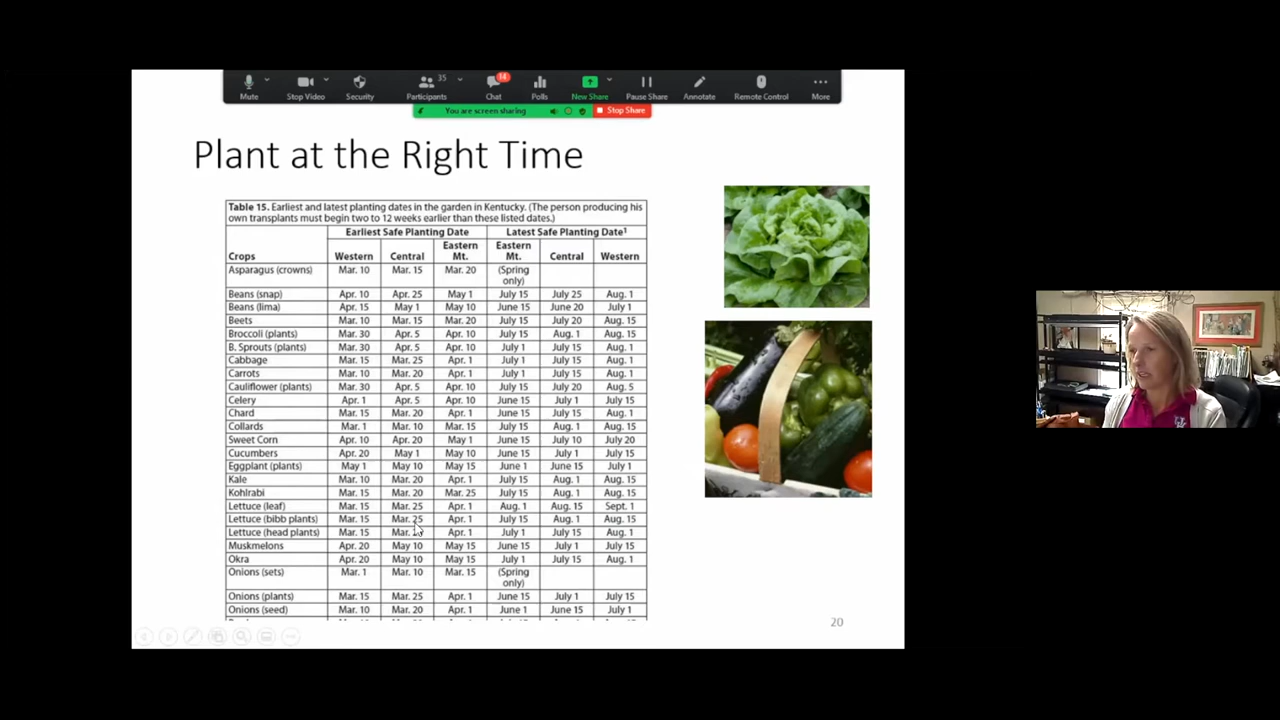 35
14
Mute Stop Video Security Participants Chat Polls New Share Pause Share Annotate Remote Control More
You are screen sharing Stop Share
Plant at the Right Time
Table 15. Earliest and latest planting dates in the garden in Kentucky. (The person producing his
own transplants must begin two to 12 weeks earlier than these listed dates.)
Earliest Safe Planting Date Latest Safe Planting Date¹
Crops Western Central Eastern Mt. Eastern Mt. Central Western
Asparagus (crowns) Mar. 10 Mar. 15 Mar. 20 (Spring only)
Beans (snap) Apr. 10 Apr. 25 May 1 July 15 July 25 Aug. 1
Beans (lima) Apr. 15 May 1 May 10 June 15 June 20 July 1
Beets Mar. 10 Mar. 15 Mar. 20 July 15 July 20 Aug. 15
Broccoli (plants) Mar. 30 Apr. 5 Apr. 10 July 15 Aug. 1 Aug. 15
B. Sprouts (plants) Mar. 30 Apr. 5 Apr. 10 July 1 July 15 Aug. 1
Cabbage Mar. 15 Mar. 25 Apr. 1 July 1 July 15 Aug. 1
Carrots Mar. 10 Mar. 20 Apr. 1 July 1 July 15 Aug. 1
Cauliflower (plants) Mar. 30 Apr. 5 Apr. 10 July 15 July 20 Aug. 5
Celery Apr. 1 Apr. 5 Apr. 10 June 15 July 1 July 15
Chard Mar. 15 Mar. 20 Apr. 1 June 15 July 15 Aug. 1
Collards Mar. 1 Mar. 10 Mar. 15 July 15 Aug. 1 Aug. 15
Sweet Corn Apr. 10 Apr. 20 May 1 June 15 July 10 July 20
Cucumbers Apr. 20 May 1 May 10 June 15 July 1 July 15
Eggplant (plants) May 1 May 10 May 15 June 1 June 15 July 1
Kale Mar. 10 Mar. 20 Apr. 1 July 15 Aug. 1 Aug. 15
Kohlrabi Mar. 15 Mar. 20 Mar. 25 July 15 Aug. 1 Aug. 15
Lettuce (leaf) Mar. 15 Mar. 25 Apr. 1 Aug. 1 Aug. 15 Sept. 1
Lettuce (bibb plants) Mar. 15 Mar. 25 Apr. 1 July 15 Aug. 1 Aug. 15
Lettuce (head plants) Mar. 15 Mar. Apr. 1 July 1 July 15 Aug. 1
Muskmelons Apr. 20 May 10 May 15 June 15 July 1 July 15
Okra Apr. 20 May 10 May 15 July 1 July 15 Aug. 1
Onions (sets) Mar. 1 Mar. 10 Mar. 15 (Spring only)
Onions (plants) Mar. 15 Mar. 25 Apr. 1 June 15 July 1 July 15
Onions (seed) Mar. 10 Mar. 20 Apr. 1 June 1 June 15 July 1
20